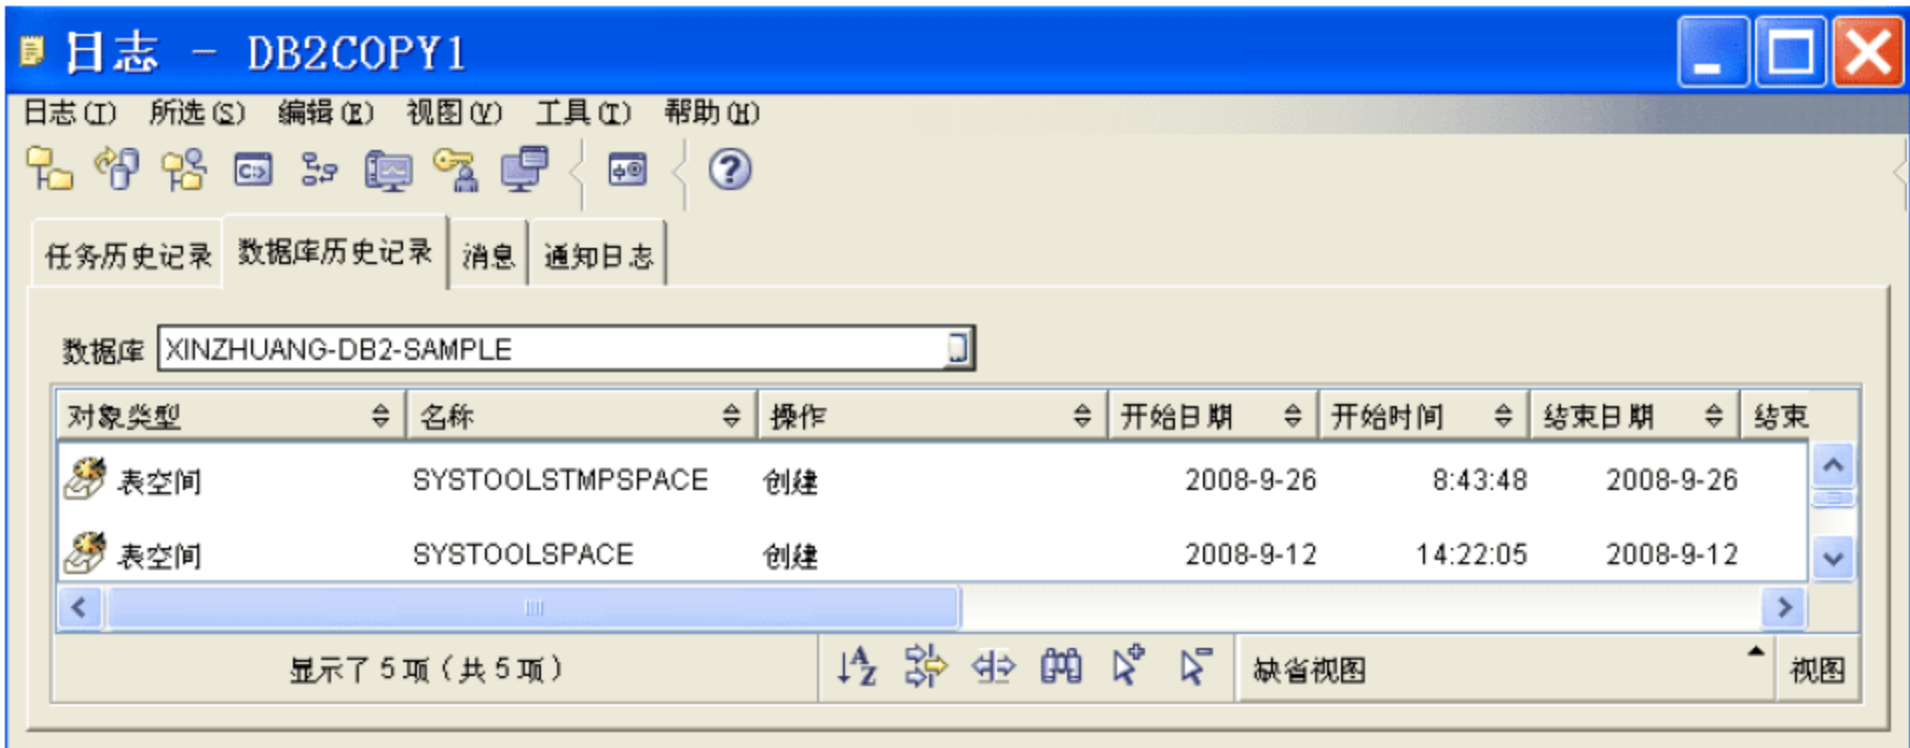 日志 - DB2COPY1
日志(I) 所选(S) 编辑(E) 视图(V) 工具(T) 帮助(H)
任务历史记录 数据库历史记录 消息 通知日志
数据库 XINZHUANG-DB2-SAMPLE
对象类型 名称 操作 开始日期 开始时间 结束日期 结束
表空间 SYSTOOLSTMPSPACE 创建 2008-9-26 8:43:48 2008-9-26
表空间 SYSTOOLSPACE 创建 2008-9-12 14:22:05 2008-9-12
显示了 5 项（共 5 项） 缺省视图 视图